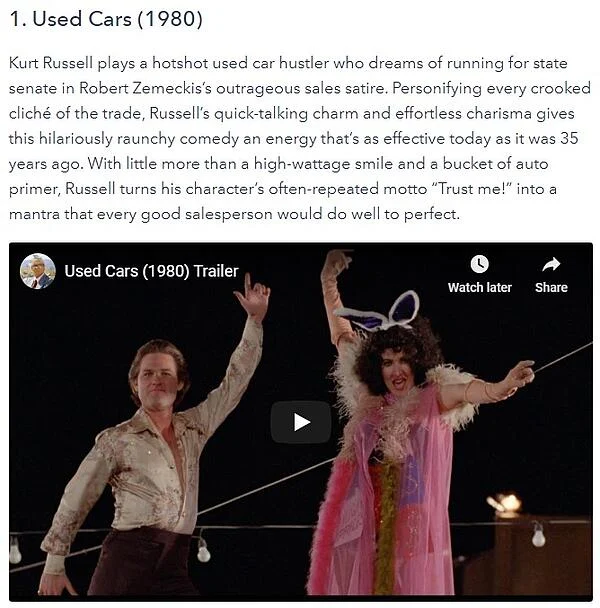 1. Used Cars (1980)
Kurt Russell plays a hotshot used car hustler who dreams of running for state
senate in Robert Zemeckis’s outrageous sales satire. Personifying every crooked
cliché of the trade, Russell’s quick-talking charm and effortless charisma gives
this hilariously raunchy comedy an energy that’s as effective today as it was 35
years ago. With little more than a high-wattage smile and a bucket of auto
primer, Russell turns his character’s often-repeated motto “Trust me!” into a
mantra that every good salesperson would do well to perfect.
Used Cars (1980) Trailer
Watch later
Share